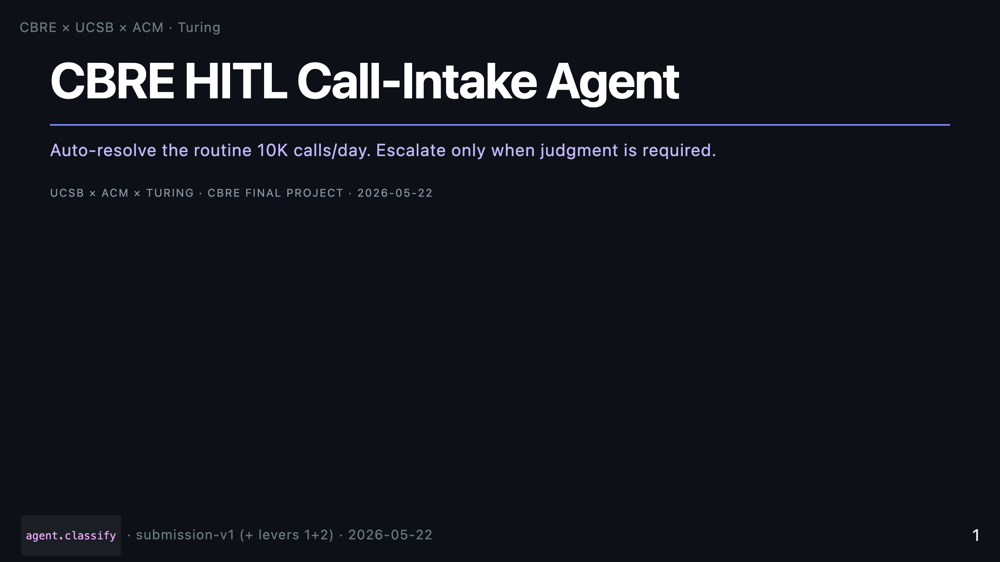 CBRE × UCSB × ACM · Turing
CBRE HITL Call-Intake Agent
Auto-resolve the routine 10K calls/day. Escalate only when judgment is required.
UCSB × ACM × TURING · CBRE FINAL PROJECT · 2026-05-22
agent.classify · submission-v1 (+ levers 1+2) · 2026-05-22
1